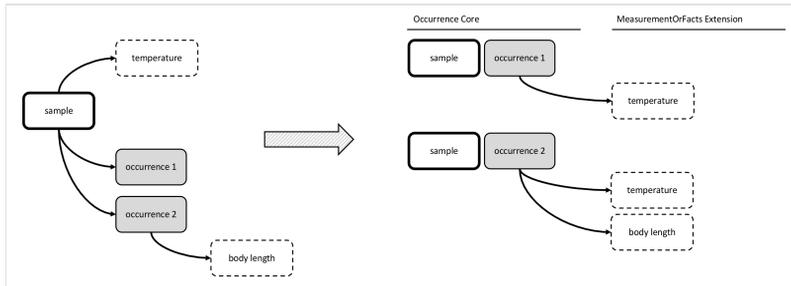 temperature
sample
occurrence 1
occurrence 2
body length
Occurrence Core
MeasurementOrFacts Extension
sample
occurrence 1
temperature
sample
occurrence 2
temperature
body length